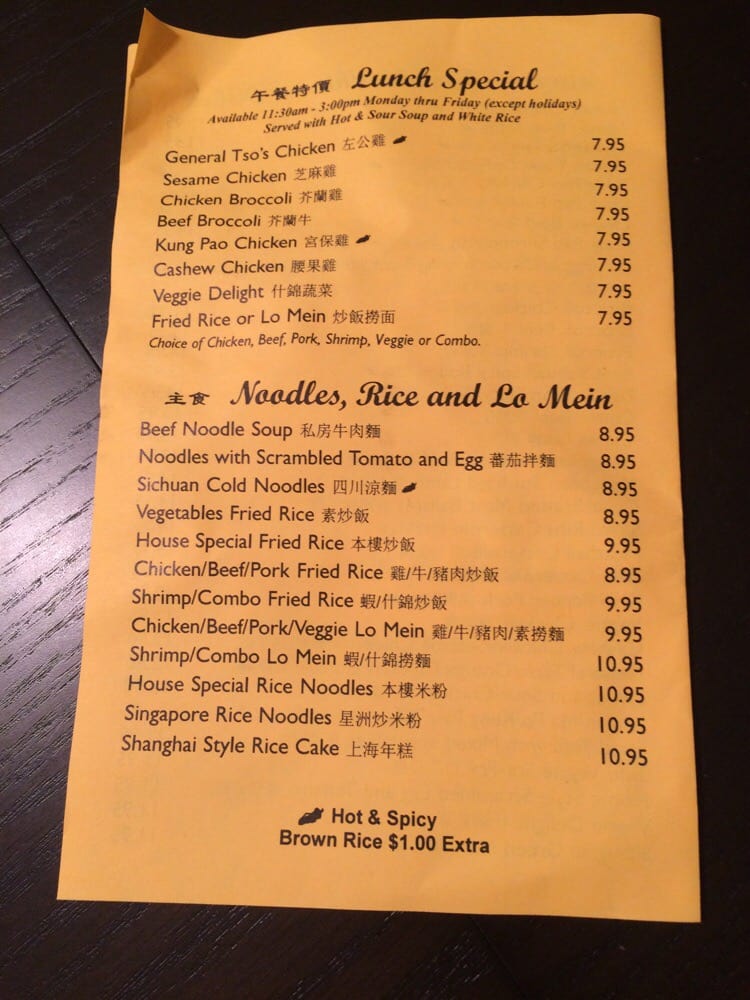 午餐特價 Lunch Special
Available 11:30am - 3:00pm Monday thru Friday (except holidays)
Served with Hot & Sour Soup and White Rice
General Tso's Chicken 左公雞 7.95
Sesame Chicken 芝麻雞 7.95
Chicken Broccoli 芥蘭雞 7.95
Beef Broccoli 芥蘭牛 7.95
Kung Pao Chicken 宮保雞 7.95
Cashew Chicken 腰果雞 7.95
Veggie Delight 什錦蔬菜 7.95
Fried Rice or Lo Mein 炒飯撈面 7.95
Choice of Chicken, Beef, Pork, Shrimp, Veggie or Combo.
主食 Noodles, Rice and Lo Mein
Beef Noodle Soup 私房牛肉麵 8.95
Noodles with Scrambled Tomato and Egg 蕃茄拌麵 8.95
Sichuan Cold Noodles 四川涼麵 8.95
Vegetables Fried Rice 素炒飯 8.95
House Special Fried Rice 本樓炒飯 9.95
Chicken/Beef/Pork Fried Rice 雞/牛/豬肉炒飯 8.95
Shrimp/Combo Fried Rice 蝦/什錦炒飯 9.95
Chicken/Beef/Pork/Veggie Lo Mein 雞/牛/豬肉/素撈麵 9.95
Shrimp/Combo Lo Mein 蝦/什錦撈麵 10.95
House Special Rice Noodles 本樓米粉 10.95
Singapore Rice Noodles 星洲炒米粉 10.95
Shanghai Style Rice Cake 上海年糕 10.95
Hot & Spicy
Brown Rice $1.00 Extra